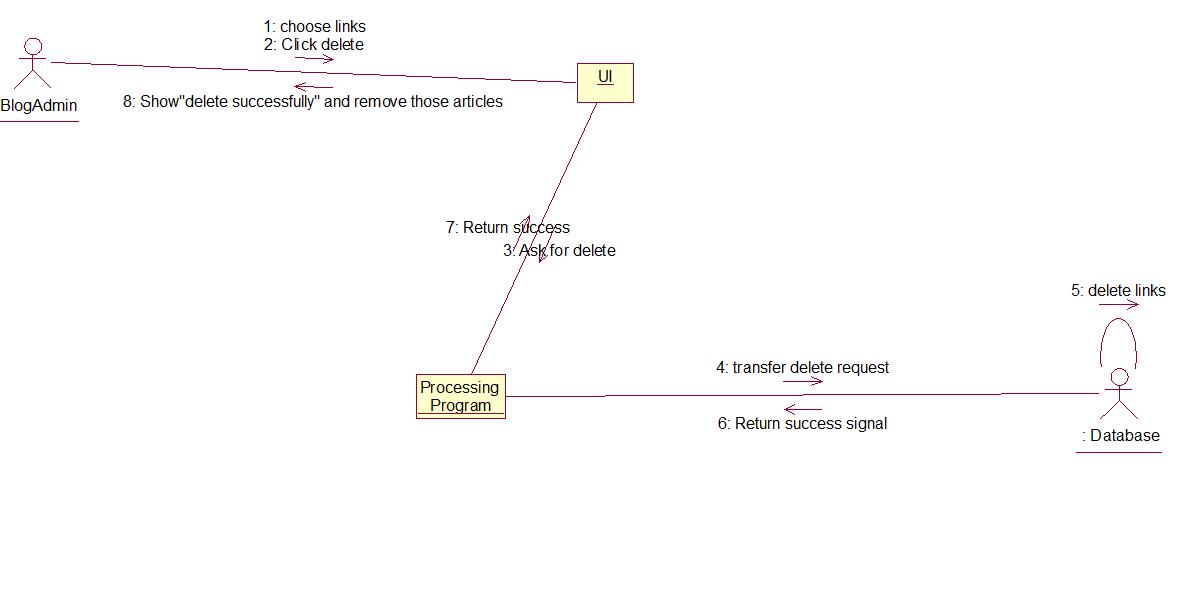 1: choose links
2: Click delete
BlogAdmin
8: Show"delete successfully" and remove those articles
UI
7: Return success
3: Ask for delete
5: delete links
Processing
Program
4: transfer delete request
6: Return success signal
: Database